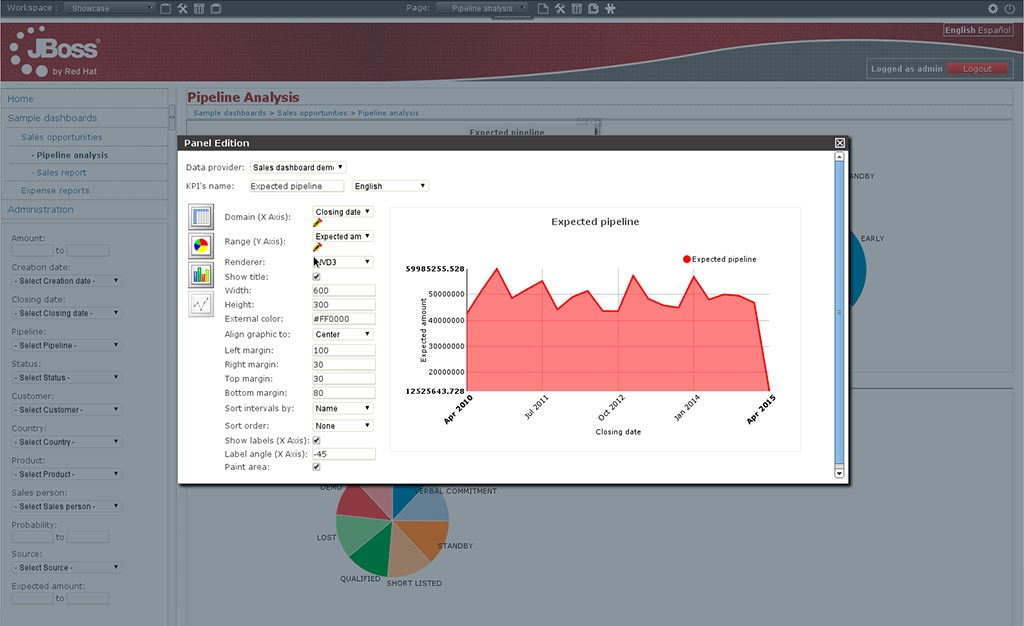 Workspace : Showcase Page: Pipeline analysis
English Español
JBoss
by Red Hat
Logged as admin Logout
Home
Sample dashboards
Sales opportunities
· Pipeline analysis
· Sales report
Expense reports
Administration
Amount:
to
Creation date:
- Select Creation date -
Closing date:
- Select Closing date -
Pipeline:
- Select Pipeline -
Status:
- Select Status -
Customer:
- Select Customer -
Country:
- Select Country -
Product:
- Select Product -
Sales person:
- Select Sales person -
Probability:
to
Source:
- Select Source -
Expected amount:
to
Pipeline Analysis
Sample dashboards > Sales opportunities > Pipeline analysis
Expected pipeline
Panel Edition
Data provider: Sales dashboard dem
KPI's name: Expected pipeline English
Domain (X Axis): Closing date
Range (Y Axis): Expected am
Renderer: NVD3
Show title:
Width: 600
Height: 300
External color: #FF0000
Align graphic to: Center
Left margin: 100
Right margin: 30
Top margin: 30
Bottom margin: 80
Sort intervals by: Name
Sort order: None
Show labels (X Axis):
Label angle (X Axis): -45
Paint area:
Expected pipeline
Expected pipeline
59985255.528
50000000
40000000
30000000
20000000
12525643.728
Expected amount
Apr 2010 Jul 2011 Oct 2012 Jan 2014 Apr 2015
Closing date
ANDBY
EARLY
DEMO
VERBAL COMMITMENT
LOST
STANDBY
QUALIFIED
SHORT LISTED